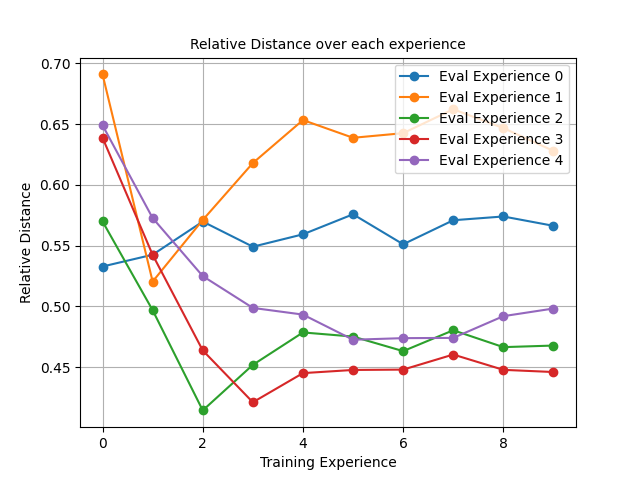 Relative Distance over each experience
0.70
0.65
0.60
0.55
0.50
0.45
Relative Distance
Eval Experience 0
Eval Experience 1
Eval Experience 2
Eval Experience 3
Eval Experience 4
0 2 4 6 8
Training Experience